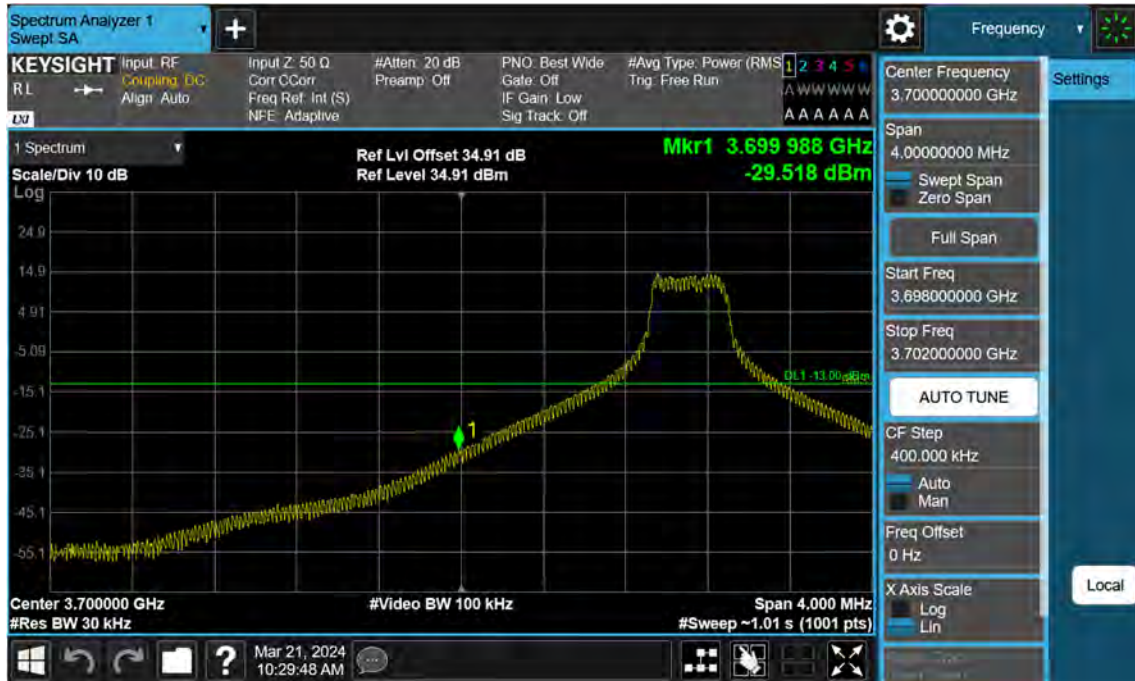 Spectrum Analyzer 1
Swept SA
+
Frequency
KEYSIGHT
RL
LXI
Input: RF
Coupling: DC
Align: Auto
Input Z: 50 Ω
Corr CCorr
Freq Ref: Int (S)
NFE: Adaptive
#Atten: 20 dB
Preamp: Off
PNO: Best Wide
Gate: Off
IF Gain: Low
Sig Track: Off
#Avg Type: Power (RMS
Trig: Free Run
1 2 3 4 5 6
A W W W W W
A A A A A A
1 Spectrum
Scale/Div 10 dB
Ref Lvl Offset 34.91 dB
Ref Level 34.91 dBm
Mkr1 3.699 988 GHz
-29.518 dBm
Log
24.9
14.9
4.91
-5.09
-15.1
-25.1
-35.1
-45.1
-55.1
DL1 -13.00 dBm
1
Center 3.700000 GHz
#Res BW 30 kHz
#Video BW 100 kHz
Span 4.000 MHz
#Sweep ~1.01 s (1001 pts)
Mar 21, 2024
10:29:48 AM
?
Center Frequency
3.700000000 GHz
Span
4.00000000 MHz
Swept Span
Zero Span
Full Span
Start Freq
3.698000000 GHz
Stop Freq
3.702000000 GHz
AUTO TUNE
CF Step
400.000 kHz
Auto
Man
Freq Offset
0 Hz
X Axis Scale
Log
Lin
Settings
Local